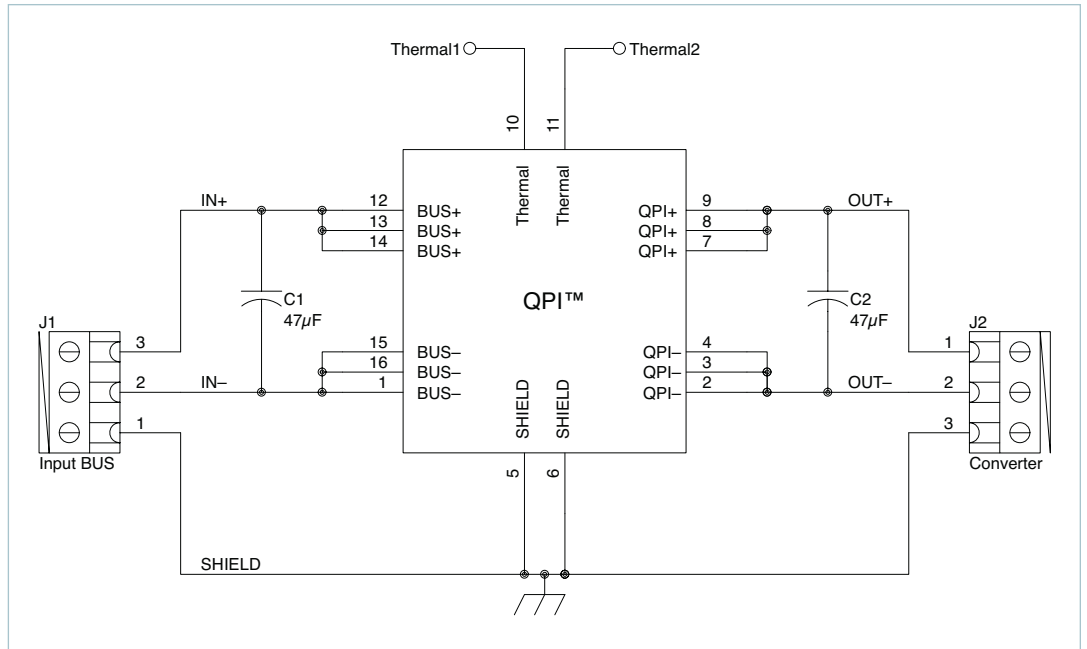 Thermal1
Thermal2
10
11
Thermal
Thermal
IN+
12
BUS+
13
BUS+
14
BUS+
9
QPI+
8
QPI+
7
QPI+
OUT+
QPI™
C1
47µF
C2
47µF
J1
3
2
1
Input BUS
IN–
15
BUS–
16
BUS–
1
BUS–
4
QPI–
3
QPI–
2
QPI–
OUT–
J2
1
2
3
Converter
SHIELD
SHIELD
5
6
SHIELD